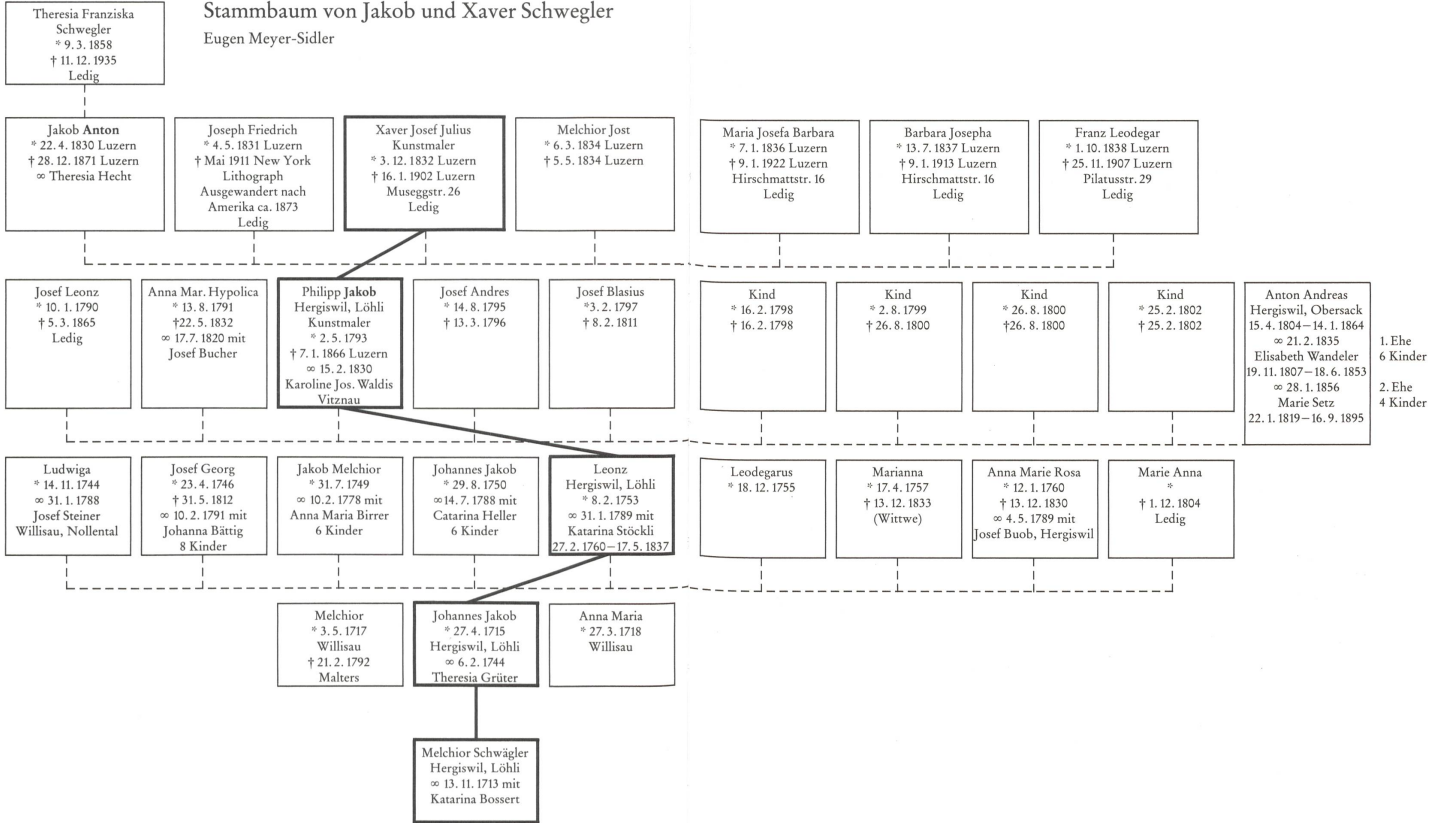 Stammbaum von Jakob und Xaver Schwegler
Eugen Meyer-Sidler
Theresia Franziska
Schwegler
* 9. 3. 1858
† 11. 12. 1935
Ledig
Jakob Anton
* 22. 4. 1830 Luzern
† 28. 12. 1871 Luzern
∞ Theresia Hecht
Joseph Friedrich
* 4. 5. 1831 Luzern
† Mai 1911 New York
Lithograph
Ausgewandert nach
Amerika ca. 1873
Ledig
Xaver Josef Julius
Kunstmaler
* 3. 12. 1832 Luzern
† 16. 1. 1902 Luzern
Museggstr. 26
Ledig
Melchior Jost
* 6. 3. 1834 Luzern
† 5. 5. 1834 Luzern
Maria Josefa Barbara
* 7. 1. 1836 Luzern
† 9. 1. 1922 Luzern
Hirschmattstr. 16
Ledig
Barbara Josepha
* 13. 7. 1837 Luzern
† 9. 1. 1913 Luzern
Hirschmattstr. 16
Ledig
Franz Leodegar
* 1. 10. 1838 Luzern
† 25. 11. 1907 Luzern
Pilatusstr. 29
Ledig
Josef Leonz
* 10. 1. 1790
† 5. 3. 1865
Ledig
Anna Mar. Hypolica
* 13. 8. 1791
†22. 5. 1832
∞ 17. 7. 1820 mit
Josef Bucher
Philipp Jakob
Hergiswil, Löhli
Kunstmaler
* 2. 5. 1793
† 7. 1. 1866 Luzern
∞ 15. 2. 1830
Karoline Jos. Waldis
Vitznau
Josef Andres
* 14. 8. 1795
† 13. 3. 1796
Josef Blasius
*3. 2. 1797
† 8. 2. 1811
Kind
* 16. 2. 1798
† 16. 2. 1798
Kind
* 2. 8. 1799
† 26. 8. 1800
Kind
* 26. 8. 1800
†26. 8. 1800
Kind
* 25. 2. 1802
† 25. 2. 1802
Anton Andreas
Hergiswil, Obersack
15. 4. 1804–14. 1. 1864
∞ 21. 2. 1835
Elisabeth Wandeler
19. 11. 1807–18. 6. 1853
∞ 28. 1. 1856
Marie Setz
22. 1. 1819–16. 9. 1895
1. Ehe
6 Kinder
2. Ehe
4 Kinder
Ludwiga
* 14. 11. 1744
∞ 31. 1. 1788
Josef Steiner
Willisau, Nollental
Josef Georg
* 23. 4. 1746
† 31. 5. 1812
∞ 10. 2. 1791 mit
Johanna Bättig
8 Kinder
Jakob Melchior
* 31. 7. 1749
∞ 10. 2. 1778 mit
Anna Maria Birrer
6 Kinder
Johannes Jakob
* 29. 8. 1750
∞14. 7. 1788 mit
Catarina Heller
6 Kinder
Leonz
Hergiswil, Löhli
* 8. 2. 1753
∞ 31. 1. 1789 mit
Katarina Stöckli
27. 2. 1760–17. 5. 1837
Leodegarus
* 18. 12. 1755
Marianna
* 17. 4. 1757
† 13. 12. 1833
(Wittwe)
Anna Marie Rosa
* 12. 1. 1760
† 13. 12. 1830
∞ 4. 5. 1789 mit
Josef Buob, Hergiswil
Marie Anna
*
† 1. 12. 1804
Ledig
Melchior
* 3. 5. 1717
Willisau
† 21. 2. 1792
Malters
Johannes Jakob
* 27. 4. 1715
Hergiswil, Löhli
∞ 6. 2. 1744
Theresia Grüter
Anna Maria
* 27. 3. 1718
Willisau
Melchior Schwägler
Hergiswil, Löhli
∞ 13. 11. 1713 mit
Katarina Bossert